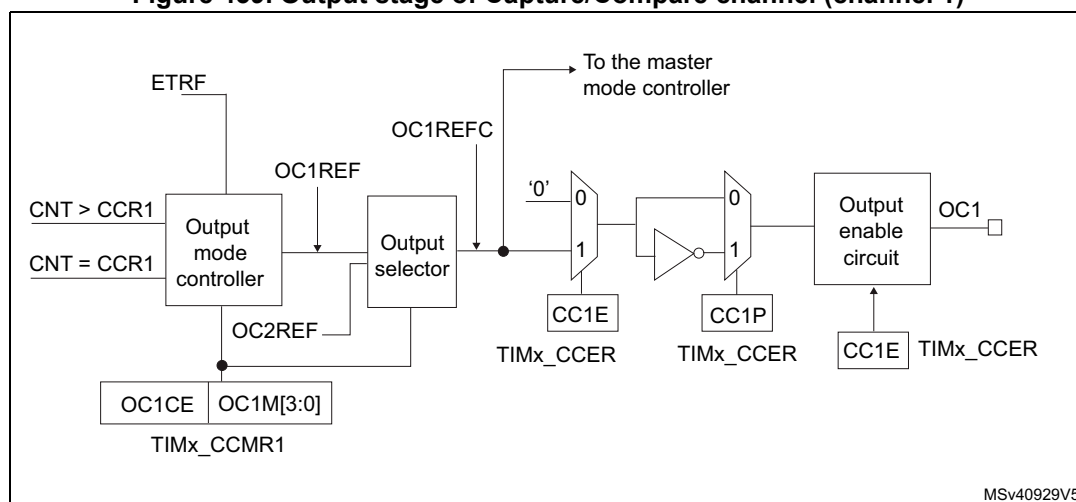 Figure 469. Output stage of Capture/Compare channel (channel 1)
To the master
mode controller
ETRF
OC1REFC
OC1REF
'0'
0
1
0
1
CNT > CCR1
CNT = CCR1
Output
mode
controller
Output
selector
Output
enable
circuit
OC1
OC2REF
CC1E
TIMx_CCER
CC1P
TIMx_CCER
CC1E
TIMx_CCER
OC1CE
OC1M[3:0]
TIMx_CCMR1
MSv40929V5